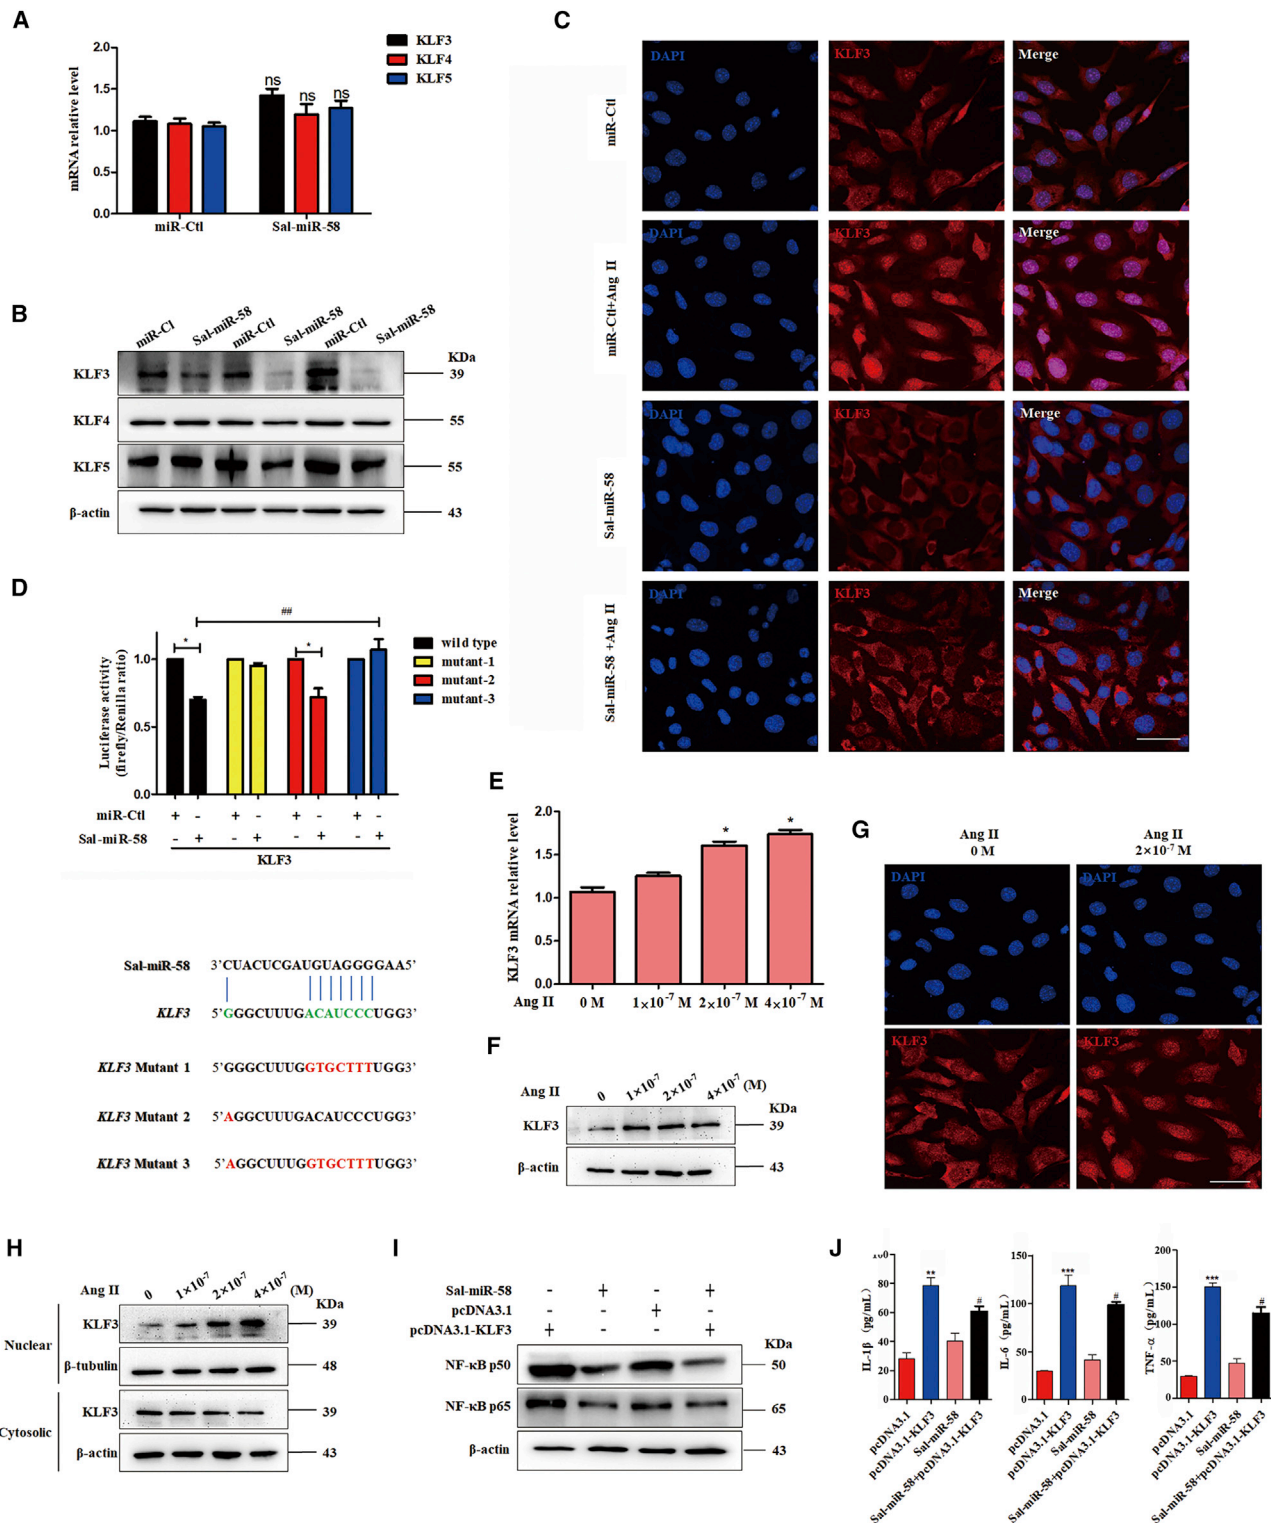 A
2.0
1.5
1.0
0.5
0.0
mRNA relative level
ns
ns
ns
miR-Ctl
Sal-miR-58
KLF3
KLF4
KLF5
B
miR-Cl
Sal-miR-58
miR-Ctl
Sal-miR-58
miR-Ctl
Sal-miR-58
KDa
KLF3
39
KLF4
55
KLF5
55
β-actin
43
C
miR-Ctl
DAPI
KLF3
Merge
miR-Ctl+Ang II
DAPI
KLF3
Merge
Sal-miR-58
DAPI
KLF3
Merge
Sal-miR-58 +Ang II
DAPI
KLF3
Merge
D
##
*
*
1.0
0.5
0.0
Luciferase activity
(firefly/Renilla ratio)
wild type
mutant-1
mutant-2
mutant-3
miR-Ctl + - + - + - + -
Sal-miR-58 - + - + - + - +
KLF3
Sal-miR-58 3’CUACUCGAUGUAGGGGAA5’
KLF3 5’GGGCUUUGACAUCCCUGG3’
KLF3 Mutant 1 5’GGGCUUUGGTGCTTTUGG3’
KLF3 Mutant 2 5’AGGCUUUGACAUCCCUGG3’
KLF3 Mutant 3 5’AGGCUUUGGTGCTTTUGG3’
E
2.0
1.5
1.0
0.5
0.0
KLF3 mRNA relative level
*
*
Ang II 0 M 1×10-7 M 2×10-7 M 4×10-7 M
F
Ang II 0 1×10-7 2×10-7 4×10-7 (M)
KDa
KLF3
39
β-actin
43
G
Ang II
0 M
Ang II
2×10-7 M
DAPI
DAPI
KLF3
KLF3
H
Ang II 0 1×10-7 2×10-7 4×10-7 (M)
KDa
Nuclear
KLF3
39
β-tubulin
48
Cytosolic
KLF3
39
β-actin
43
I
Sal-miR-58 - + - +
pcDNA3.1 - - + -
pcDNA3.1-KLF3 + - - +
KDa
NF-κB p50
50
NF-κB p65
65
β-actin
43
J
80
60
40
20
0
IL-1β (pg/mL)
**
#
pcDNA3.1
pcDNA3.1-KLF3
Sal-miR-58
Sal-miR-58+pcDNA3.1-KLF3
150
100
50
0
IL-6 (pg/mL)
***
#
pcDNA3.1
pcDNA3.1-KLF3
Sal-miR-58
Sal-miR-58+pcDNA3.1-KLF3
200
150
100
50
0
TNF-α (pg/mL)
***
#
pcDNA3.1
pcDNA3.1-KLF3
Sal-miR-58
Sal-miR-58+pcDNA3.1-KLF3